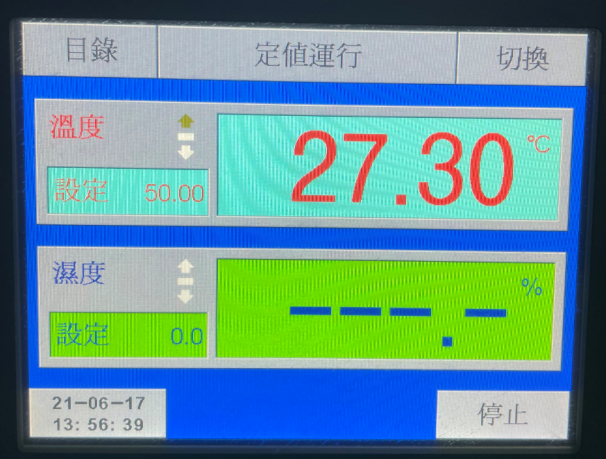 目錄 定值運行 切換
溫度
27.30 ℃
設定 50.00
濕度
---.- %
設定 0.0
21-06-17
13:56:39
停止